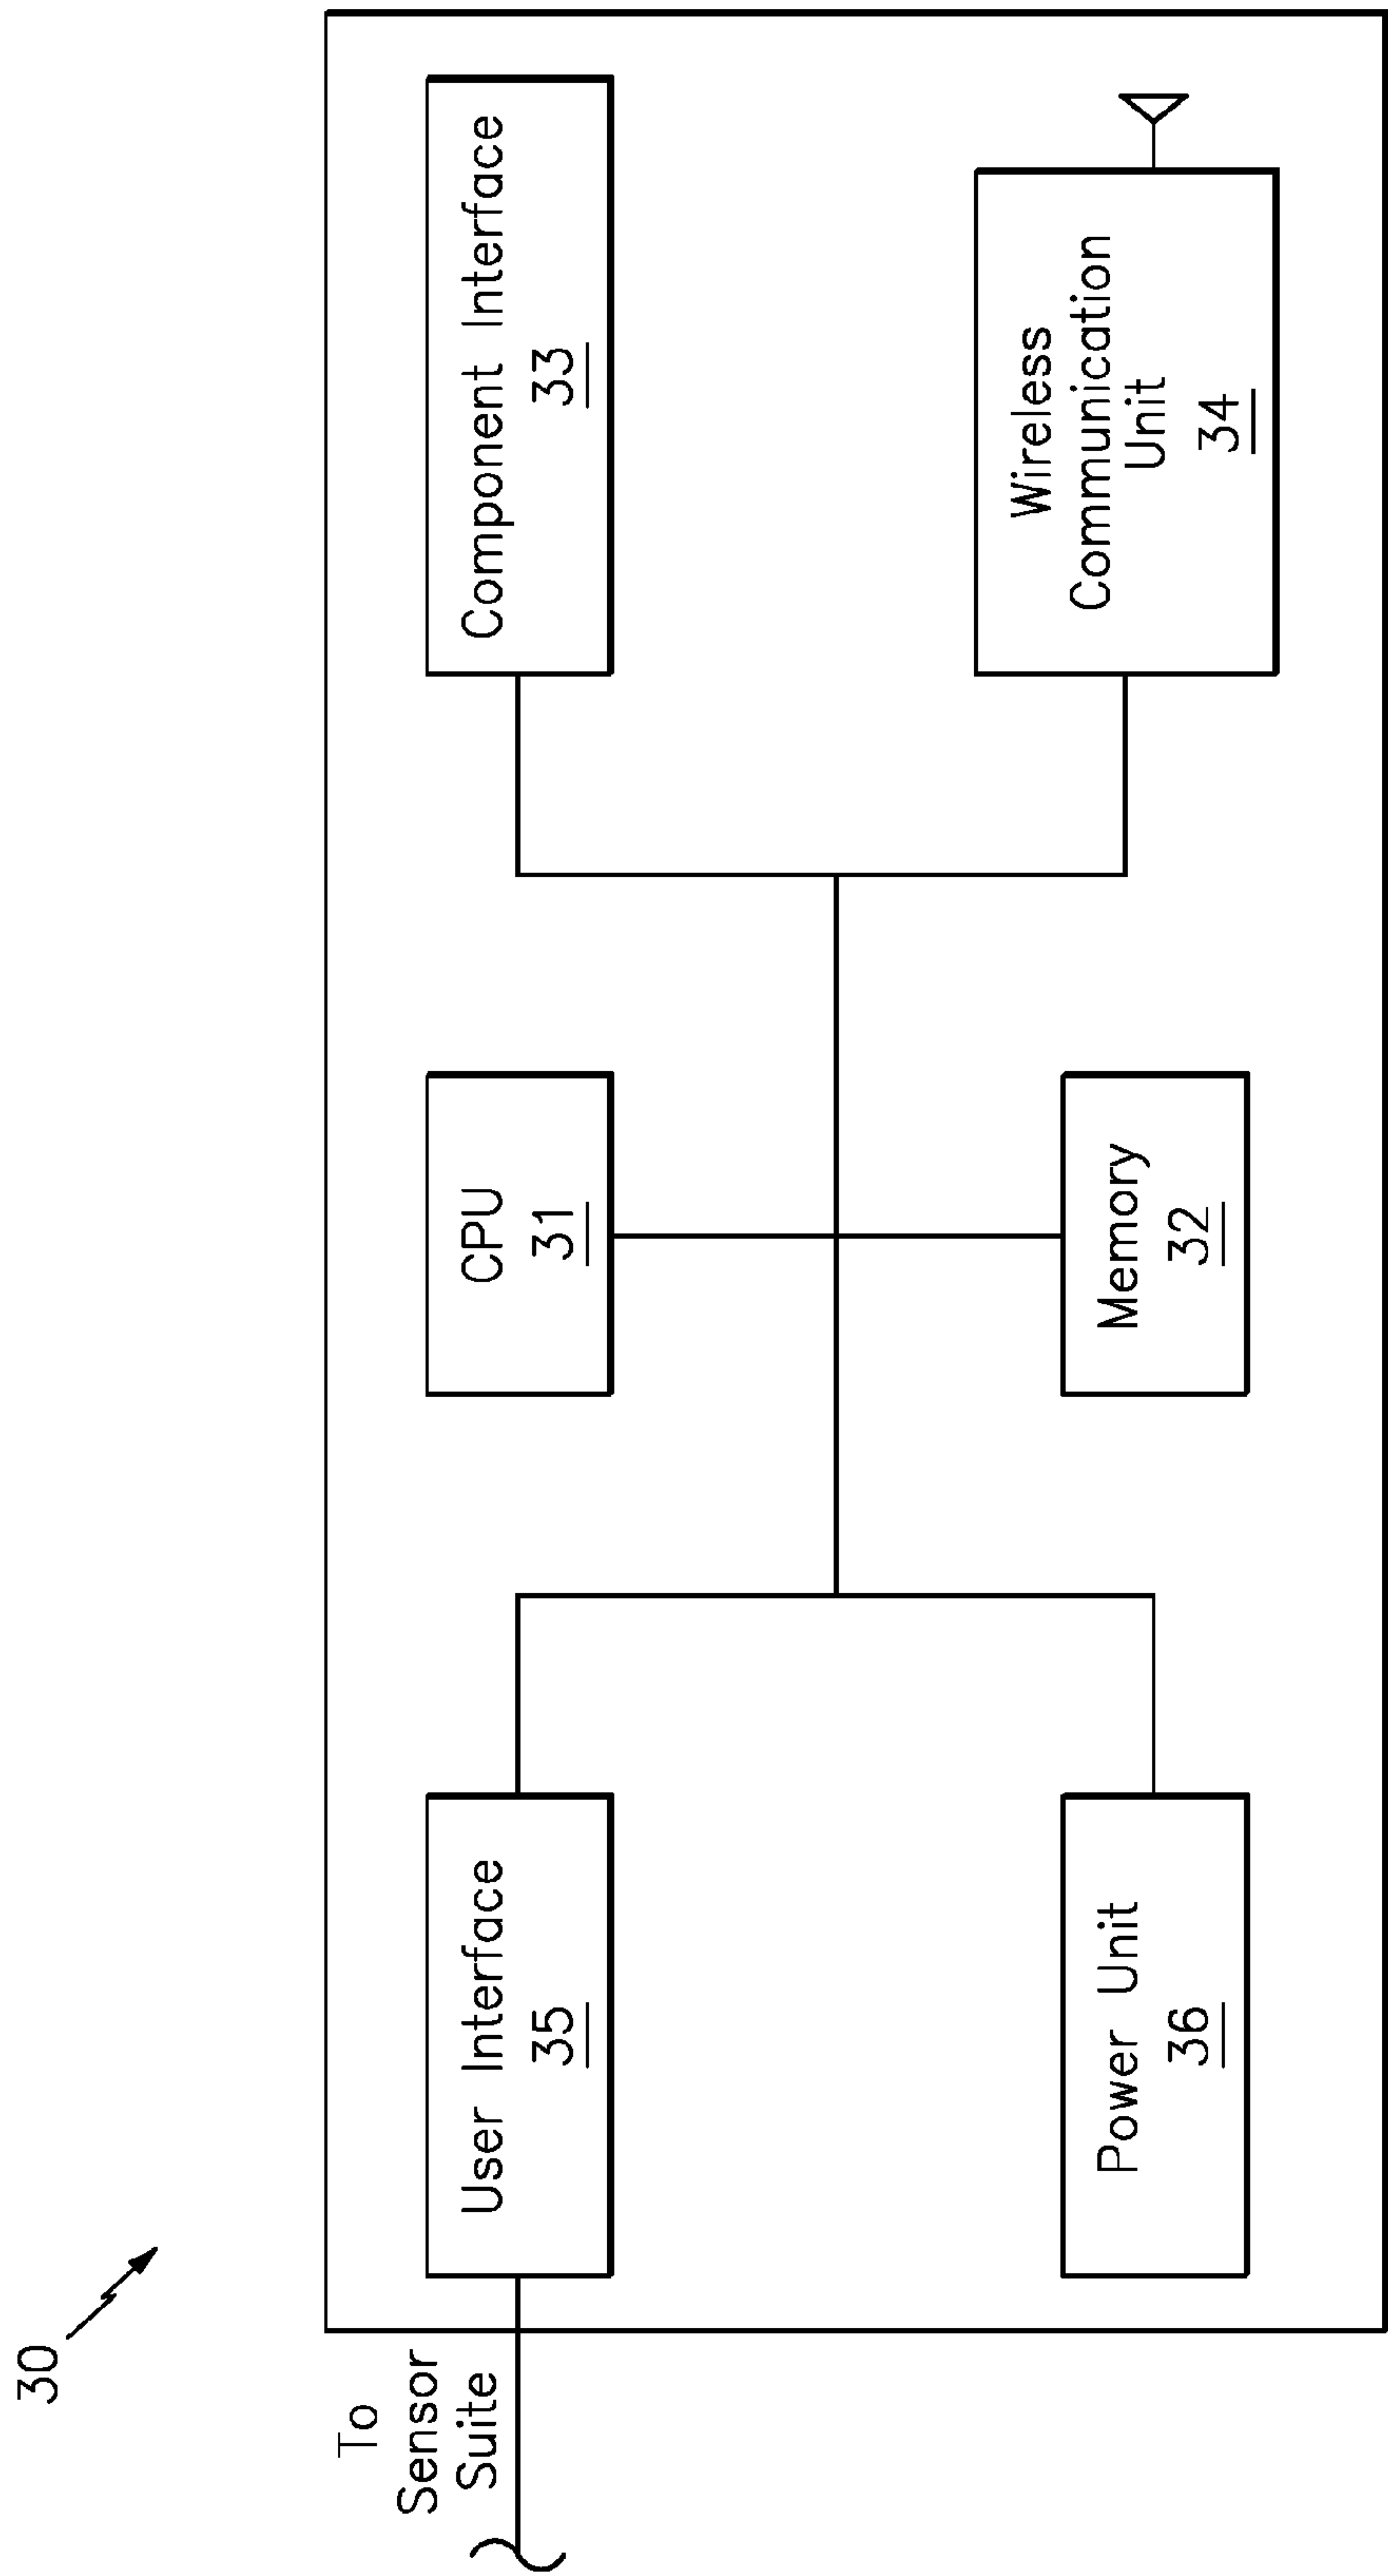 30
To
Sensor
Suite
User Interface
35
CPU
31
Component Interface
33
Power Unit
36
Memory
32
Wireless
Communication
Unit
34